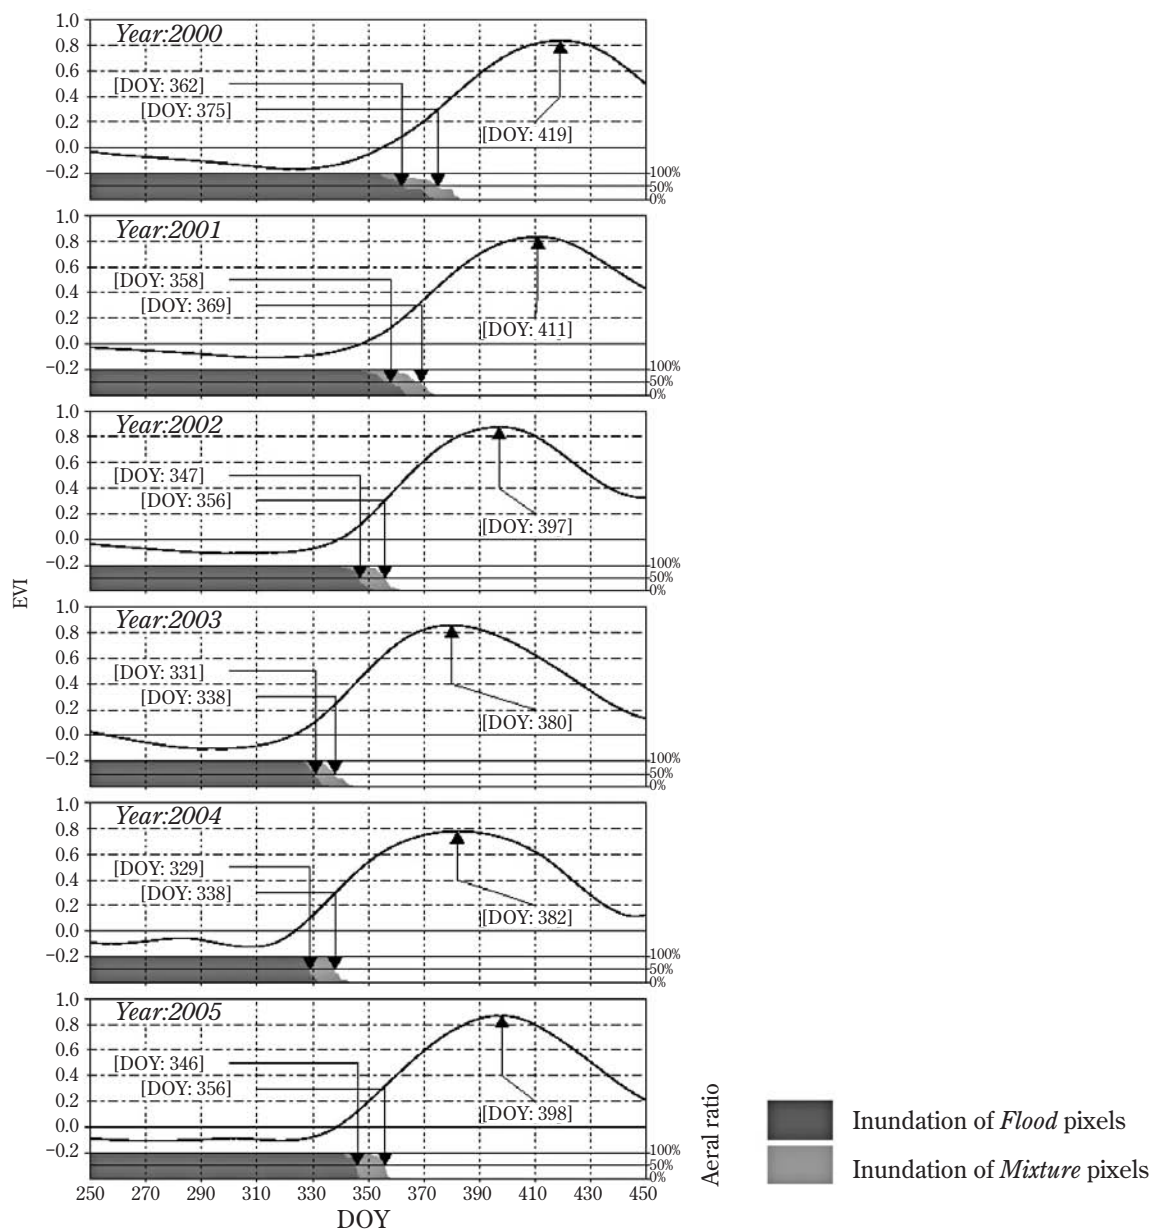 1.0
Year:2000
0.8
0.6
[DOY: 362]
0.4
[DOY: 375]
0.2
[DOY: 419]
0.0
−0.2
100%
50%
0%
1.0
Year:2001
0.8
0.6
[DOY: 358]
0.4
[DOY: 369]
0.2
[DOY: 411]
0.0
−0.2
100%
50%
0%
1.0
Year:2002
0.8
0.6
[DOY: 347]
0.4
[DOY: 356]
0.2
[DOY: 397]
0.0
−0.2
100%
50%
0%
EVI
1.0
Year:2003
0.8
0.6
[DOY: 331]
0.4
[DOY: 338]
0.2
[DOY: 380]
0.0
−0.2
100%
50%
0%
1.0
Year:2004
0.8
0.6
[DOY: 329]
0.4
[DOY: 338]
0.2
[DOY: 382]
0.0
−0.2
100%
50%
0%
1.0
Year:2005
0.8
0.6
[DOY: 346]
0.4
[DOY: 356]
0.2
[DOY: 398]
0.0
−0.2
100%
50%
0%
250 270 290 310 330 350 370 390 410 430 450
DOY
Aeral ratio
Inundation of Flood pixels
Inundation of Mixture pixels